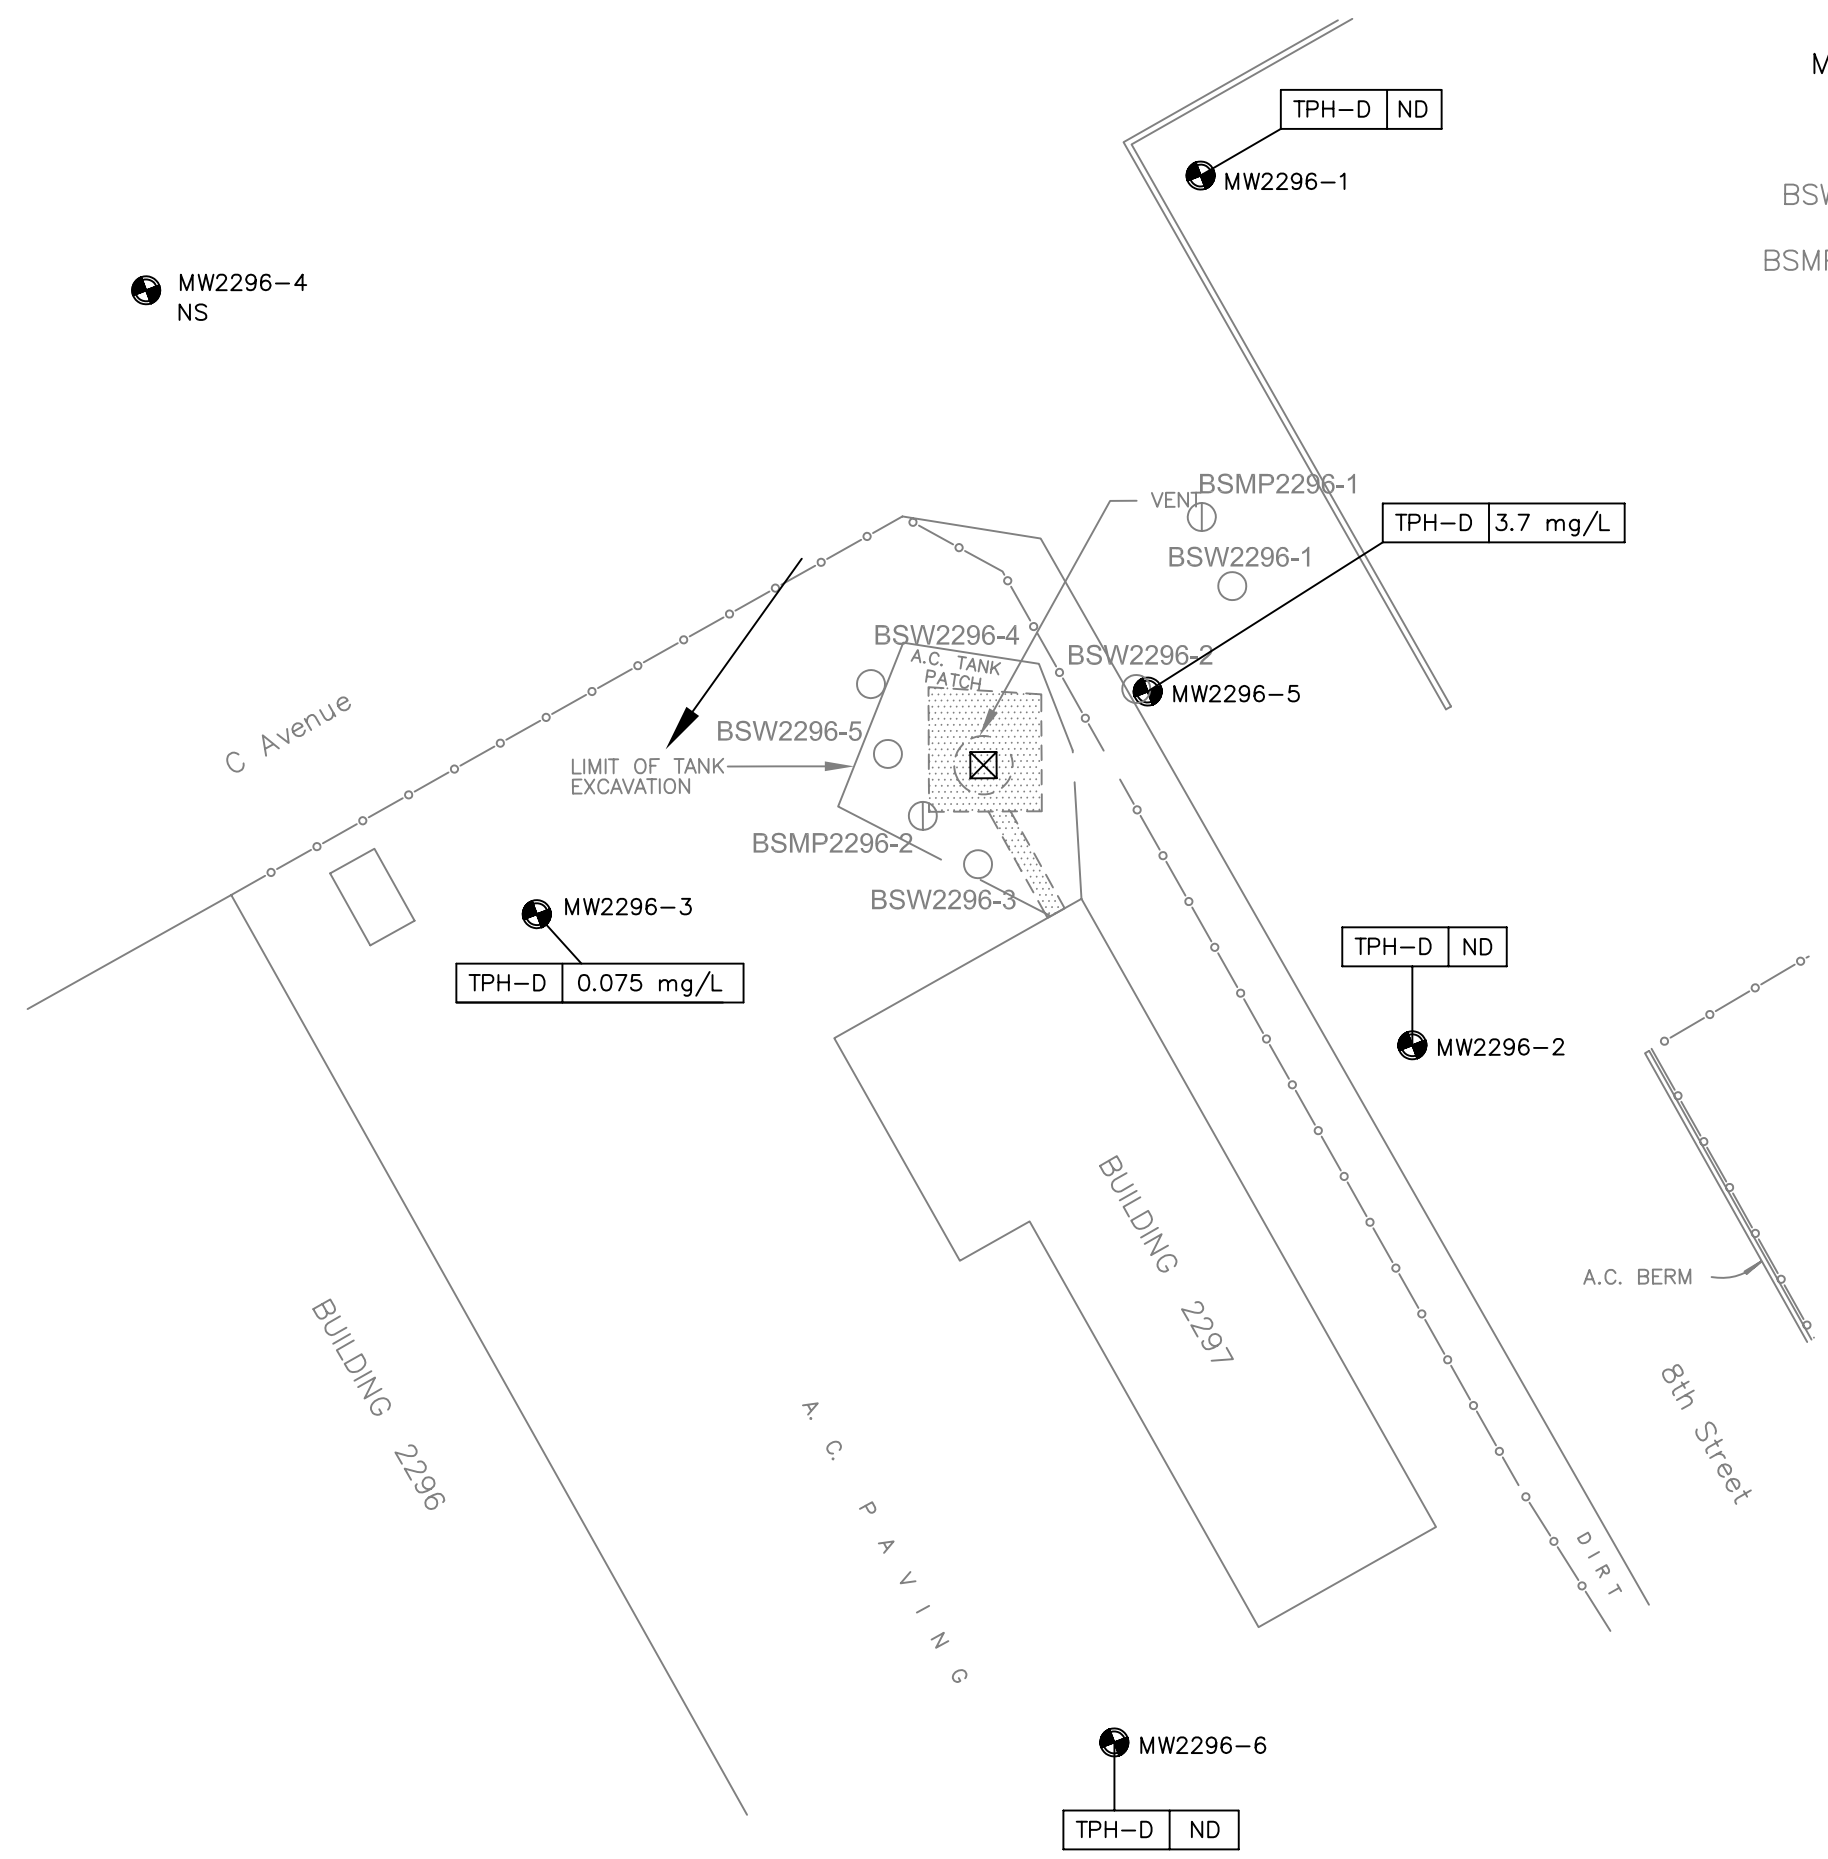 M
TPH-D ND
MW2296-1
BSW
BSMP
MW2296-4
NS
BSMP2296-1
VENT
TPH-D 3.7 mg/L
BSW2296-1
BSW2296-4
A.C. TANK
PATCH
BSW2296-2
MW2296-5
C Avenue
BSW2296-5
LIMIT OF TANK
EXCAVATION
BSMP2296-2
BSW2296-3
MW2296-3
TPH-D 0.075 mg/L
TPH-D ND
MW2296-2
BUILDING 2297
A.C. BERM
BUILDING 2296
8th Street
A. C. PAVING
DIRT
MW2296-6
TPH-D ND